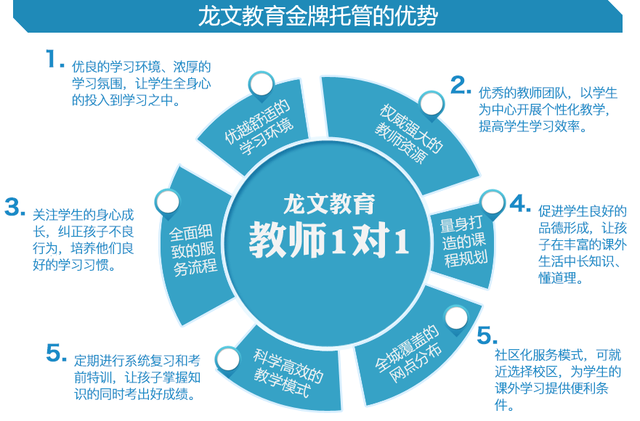 龙文教育金牌托管的优势
1.
优良的学习环境、浓厚的
学习氛围，让学生全身心
的投入到学习之中。
2.
优秀的教师团队，以学生
为中心开展个性化教学，
提高学生学习效率。
3.
关注学生的身心成
长，纠正孩子不良
行为，培养他们良
好的学习习惯。
4.
促进学生良好的
品德形成，让孩
子在丰富的课外
生活中长知识、
懂道理。
5.
定期进行系统复习和考
前特训，让孩子掌握知
识的同时考出好成绩。
5.
社区化服务模式，可就
近选择校区，为学生的
课外学习提供便利条
件。
优越舒适的
学习环境
权威强大的
教师资源
全面细
致的服
务流程
量身打
造的课
程规划
科学高效的
教学模式
全城覆盖的
网点分布
龙文教育
教师1对1